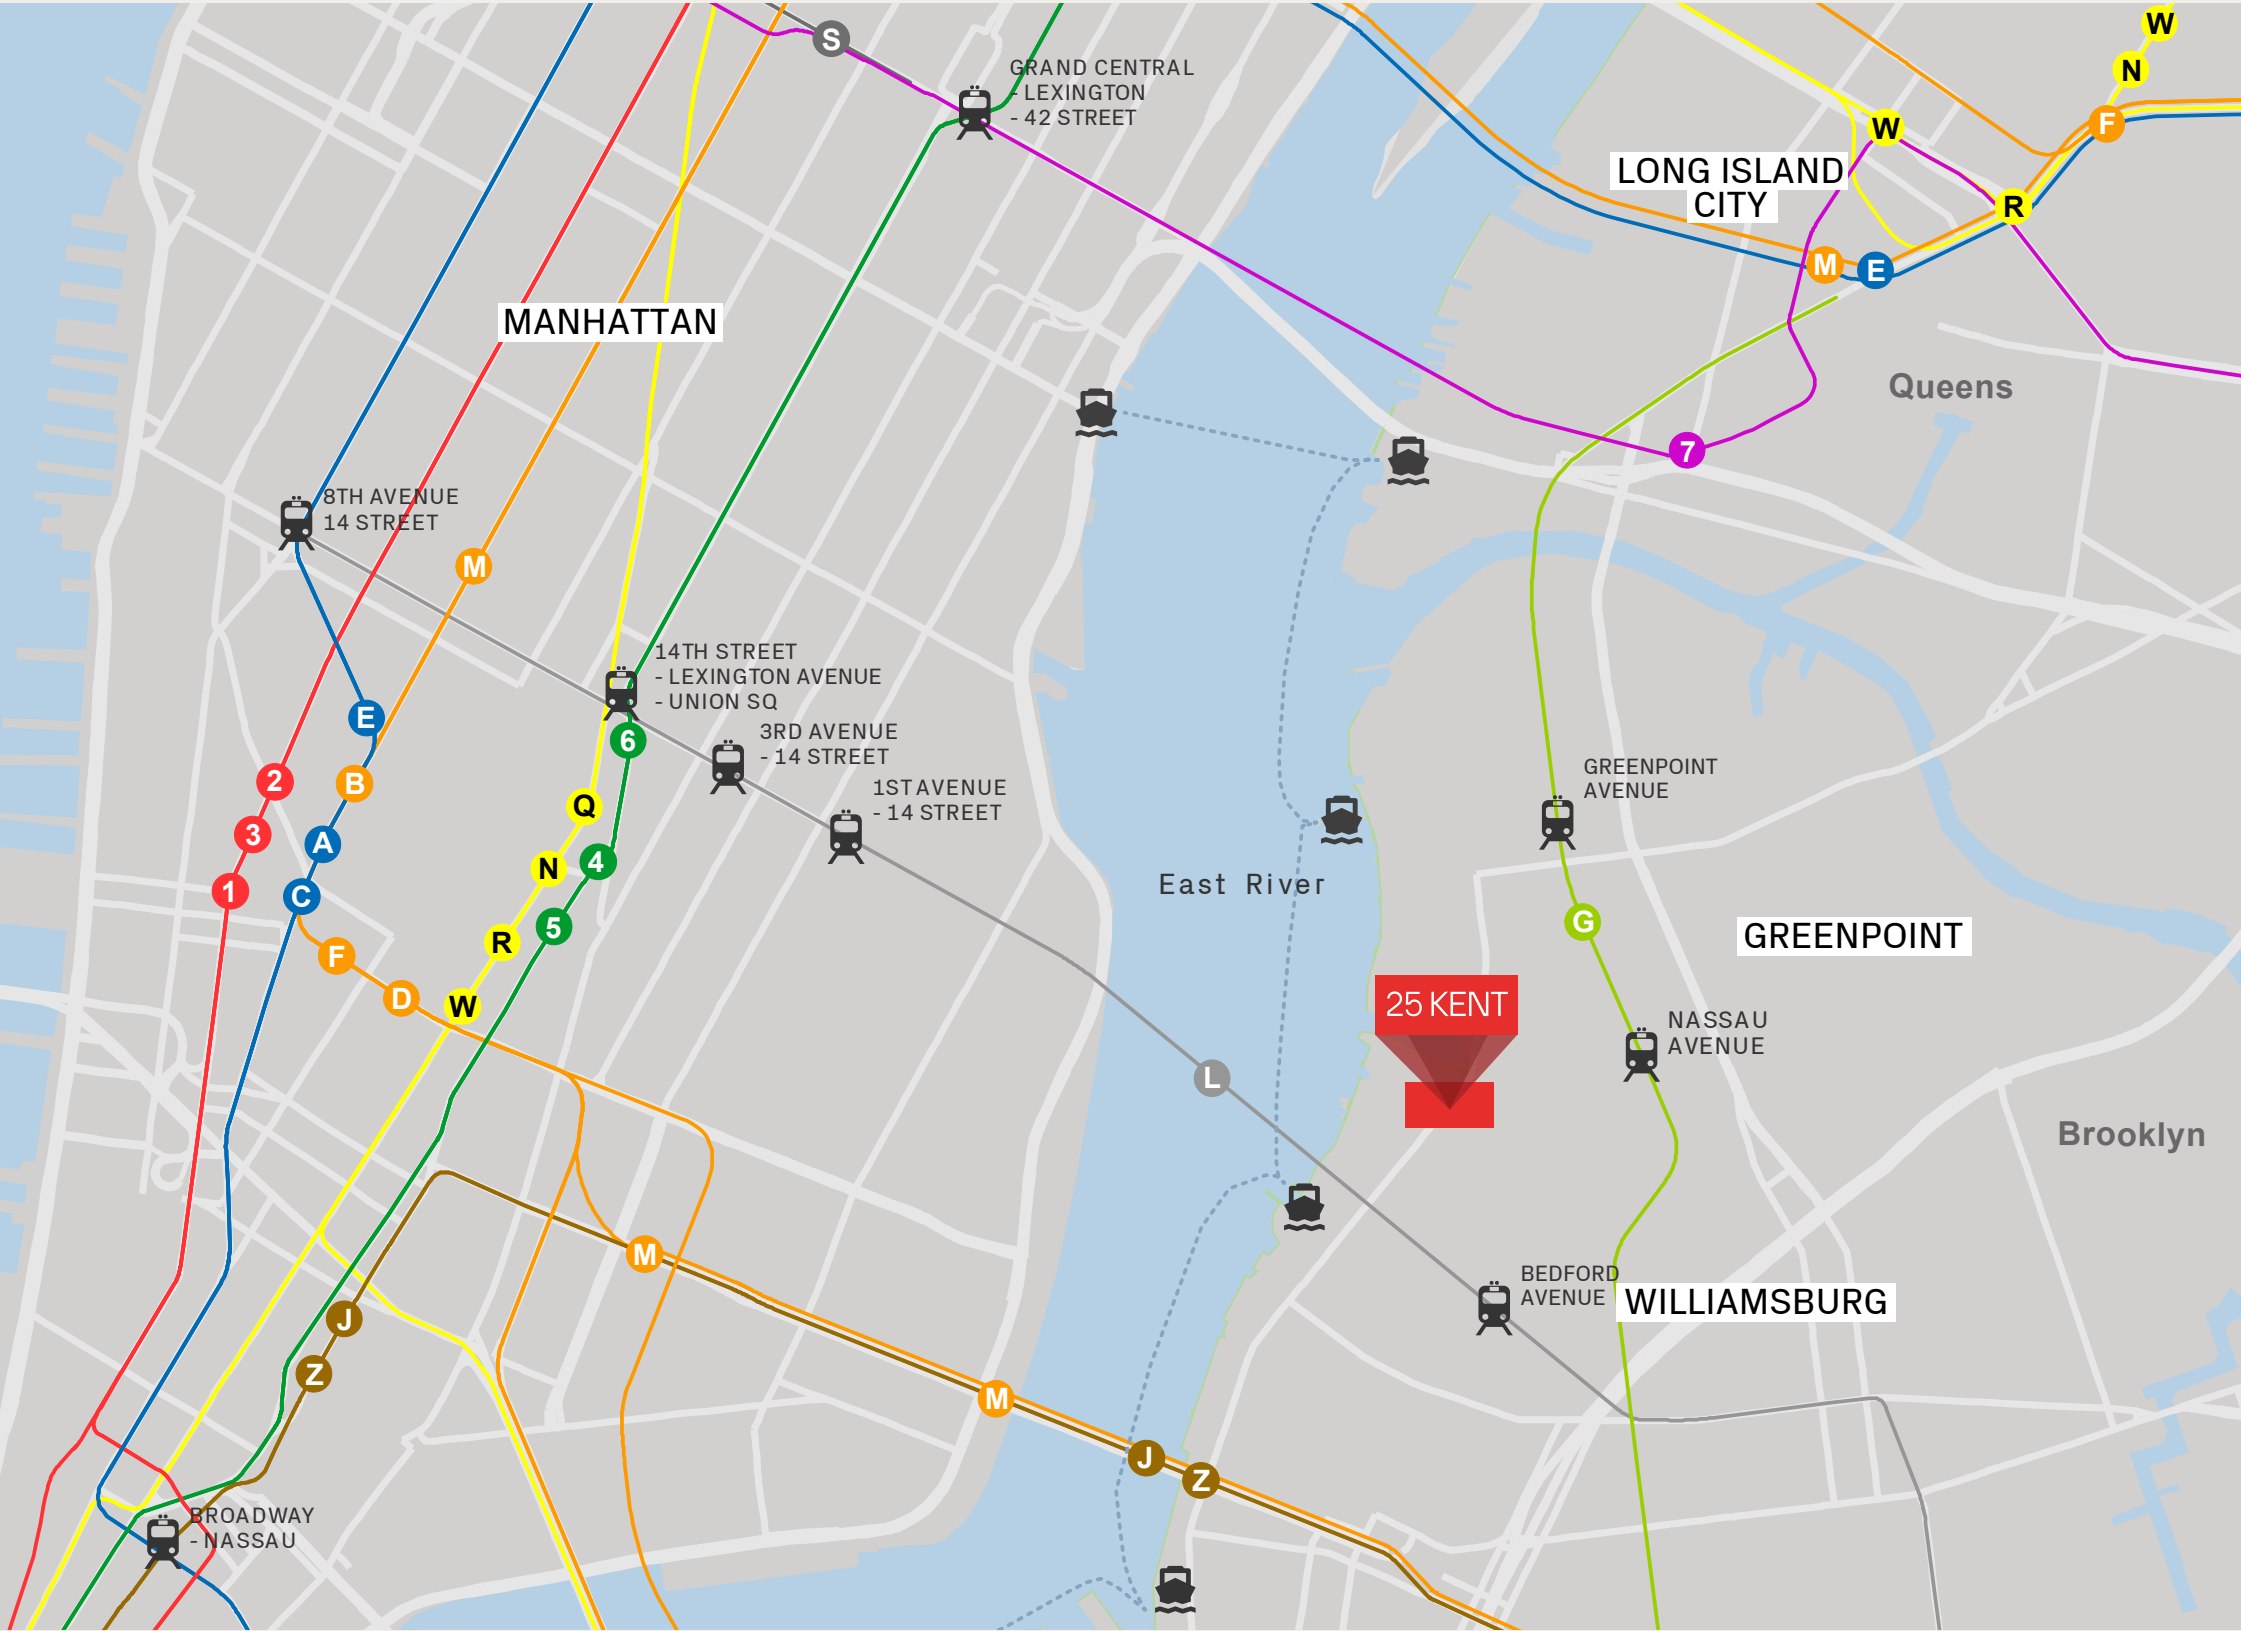 S
GRAND CENTRAL
- LEXINGTON
- 42 STREET
W
N
F
W
LONG ISLAND
CITY
R
M
E
MANHATTAN
Queens
7
8TH AVENUE
14 STREET
M
14TH STREET
- LEXINGTON AVENUE
- UNION SQ
E
6
3RD AVENUE
- 14 STREET
2
B
Q
1ST AVENUE
- 14 STREET
GREENPOINT
AVENUE
3
A
N
4
1
C
East River
5
R
G
GREENPOINT
F
D
W
25 KENT
NASSAU
AVENUE
L
Brooklyn
M
BEDFORD
AVENUE
WILLIAMSBURG
J
Z
M
J
Z
BROADWAY
- NASSAU